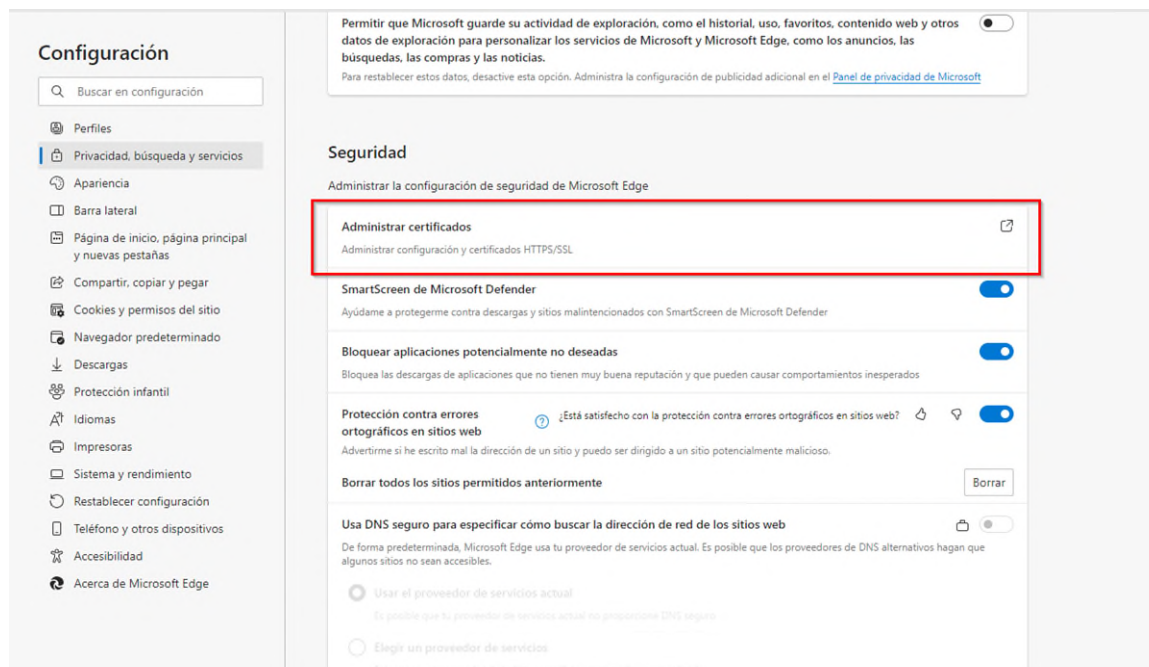 Configuración
Buscar en configuración
Perfiles
Privacidad, búsqueda y servicios
Apariencia
Barra lateral
Página de inicio, página principal
y nuevas pestañas
Compartir, copiar y pegar
Cookies y permisos del sitio
Navegador predeterminado
Descargas
Protección infantil
Idiomas
Impresoras
Sistema y rendimiento
Restablecer configuración
Teléfono y otros dispositivos
Accesibilidad
Acerca de Microsoft Edge
Permitir que Microsoft guarde su actividad de exploración, como el historial, uso, favoritos, contenido web y otros
datos de exploración para personalizar los servicios de Microsoft y Microsoft Edge, como los anuncios, las
búsquedas, las compras y las noticias.
Para restablecer estos datos, desactive esta opción. Administra la configuración de publicidad adicional en el Panel de privacidad de Microsoft
Seguridad
Administrar la configuración de seguridad de Microsoft Edge
Administrar certificados
Administrar configuración y certificados HTTPS/SSL
SmartScreen de Microsoft Defender
Ayúdame a protegerme contra descargas y sitios malintencionados con SmartScreen de Microsoft Defender
Bloquear aplicaciones potencialmente no deseadas
Bloquea las descargas de aplicaciones que no tienen muy buena reputación y que pueden causar comportamientos inesperados
Protección contra errores
ortográficos en sitios web
¿Está satisfecho con la protección contra errores ortográficos en sitios web?
Advertirme si he escrito mal la dirección de un sitio y puedo ser dirigido a un sitio potencialmente malicioso.
Borrar todos los sitios permitidos anteriormente
Borrar
Usa DNS seguro para especificar cómo buscar la dirección de red de los sitios web
De forma predeterminada, Microsoft Edge usa tu proveedor de servicios actual. Es posible que los proveedores de DNS alternativos hagan que
algunos sitios no sean accesibles.
Usar el proveedor de servicios actual
Es posible que tu proveedor de servicios actual no proporcione DNS seguro
Elegir un proveedor de servicios